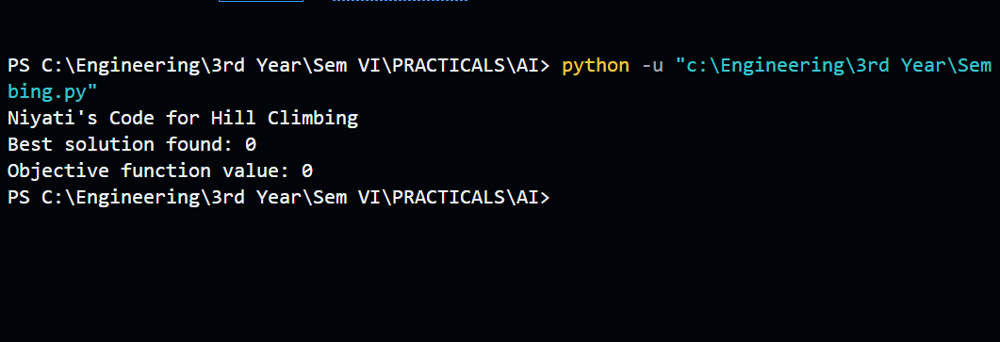 PS C:\Engineering\3rd Year\Sem VI\PRACTICALS\AI> python -u "c:\Engineering\3rd Year\Sem
bing.py"
Niyati's Code for Hill Climbing
Best solution found: 0
Objective function value: 0
PS C:\Engineering\3rd Year\Sem VI\PRACTICALS\AI>